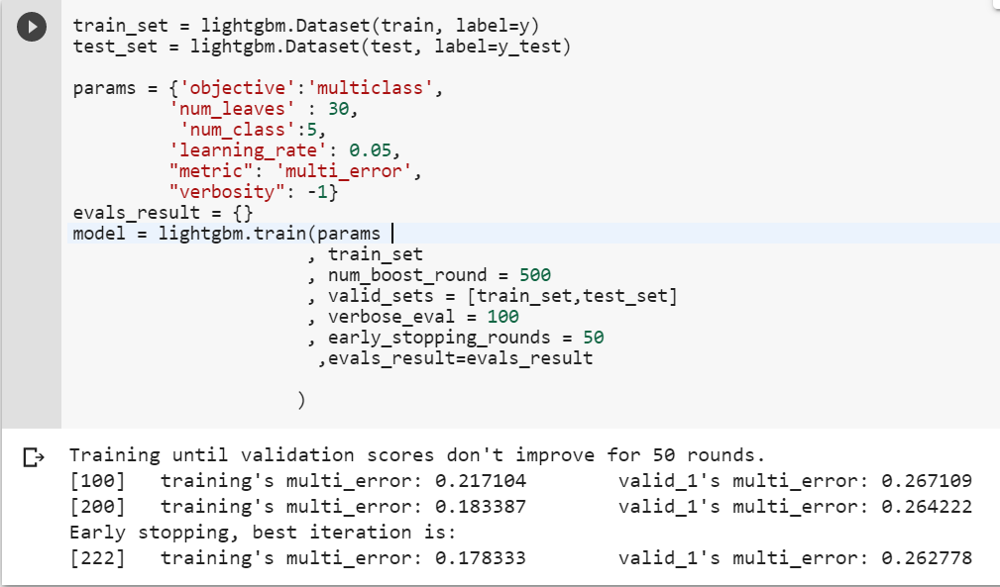 train_set = lightgbm.Dataset(train, label=y)
test_set = lightgbm.Dataset(test, label=y_test)
params = {'objective':'multiclass',
'num_leaves' : 30,
'num_class':5,
'learning_rate': 0.05,
"metric": 'multi_error',
"verbosity": -1}
evals_result = {}
model = lightgbm.train(params
, train_set
, num_boost_round = 500
, valid_sets = [train_set,test_set]
, verbose_eval = 100
, early_stopping_rounds = 50
,evals_result=evals_result
)
Training until validation scores don't improve for 50 rounds.
[100] training's multi_error: 0.217104 valid_1's multi_error: 0.267109
[200] training's multi_error: 0.183387 valid_1's multi_error: 0.264222
Early stopping, best iteration is:
[222] training's multi_error: 0.178333 valid_1's multi_error: 0.262778